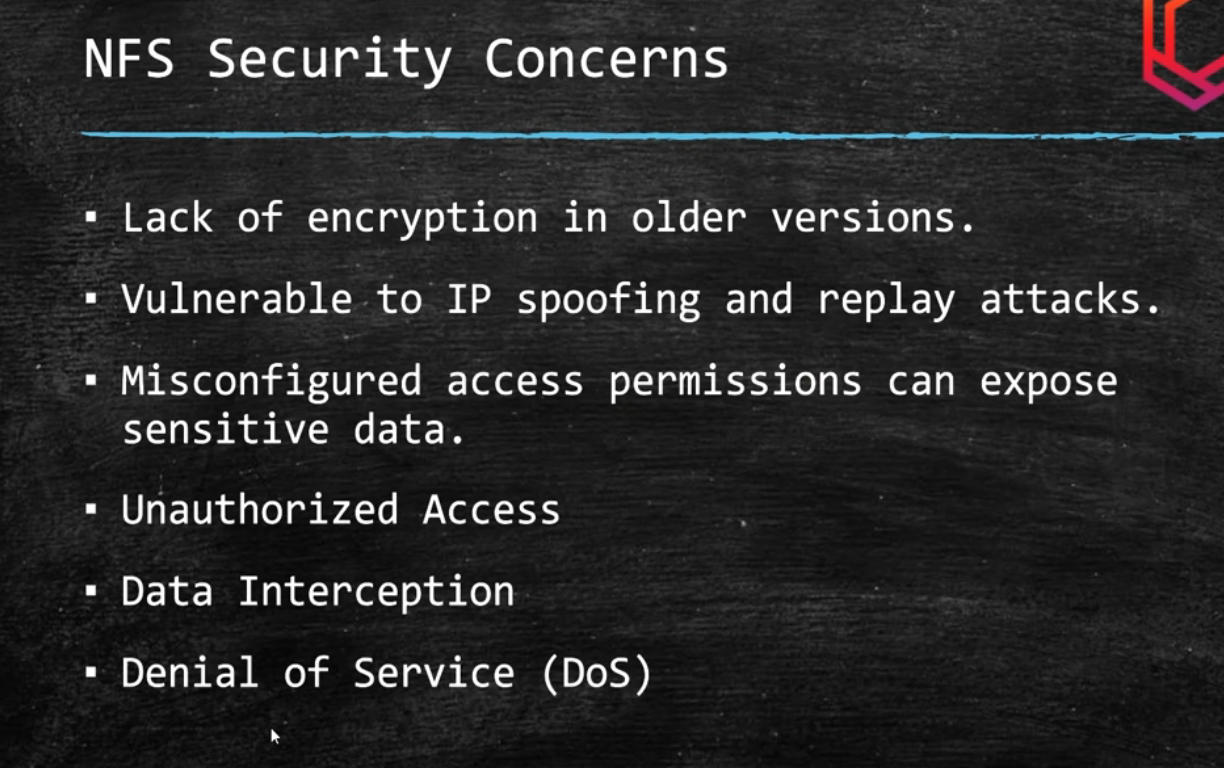 NFS Security Concerns
▪ Lack of encryption in older versions.
▪ Vulnerable to IP spoofing and replay attacks.
▪ Misconfigured access permissions can expose
sensitive data.
▪ Unauthorized Access
▪ Data Interception
▪ Denial of Service (DoS)